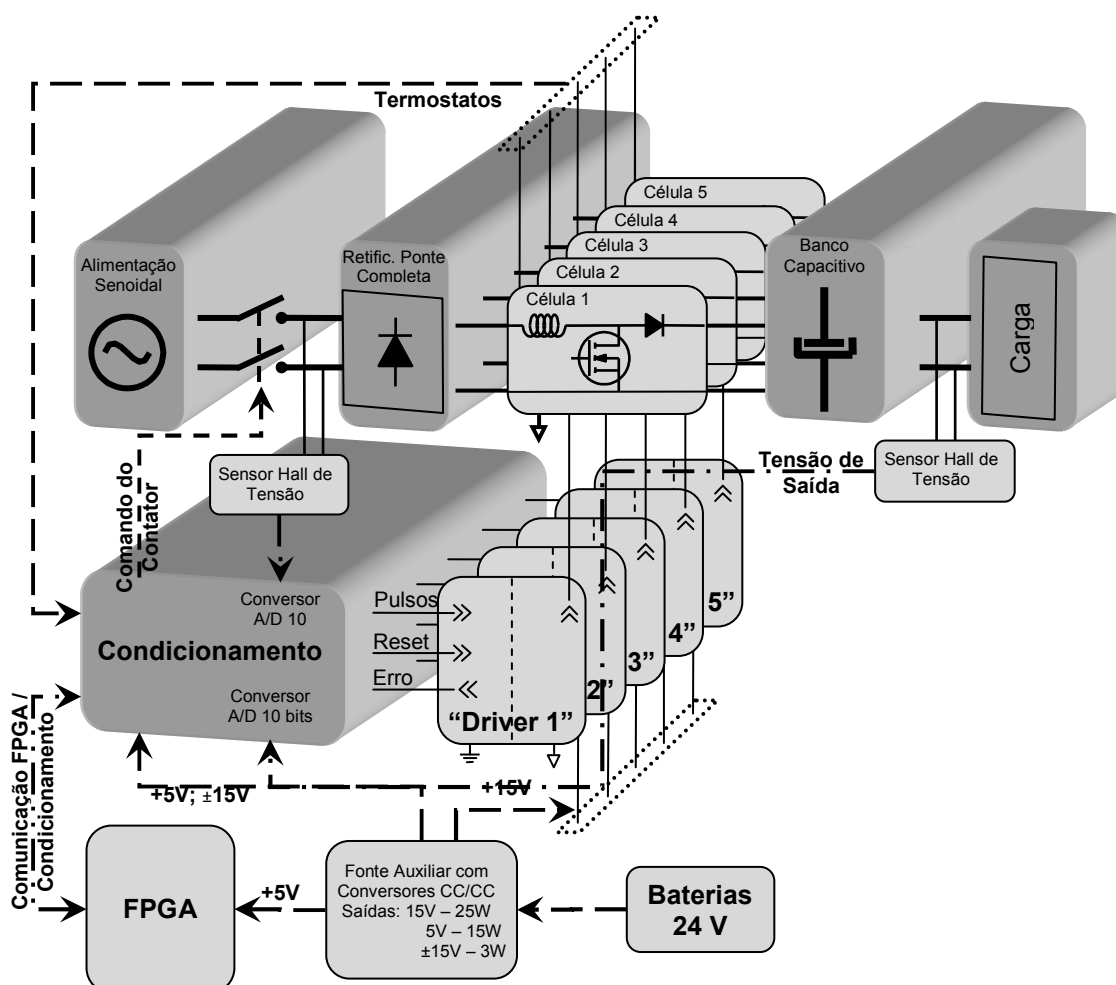 Termostatos
Célula 5
Célula 4
Célula 3
Célula 2
Célula 1
Alimentação
Senoidal
Retific. Ponte
Completa
Banco
Capacitivo
Carga
Sensor Hall de
Tensão
Tensão de
Saída
Sensor Hall de
Tensão
Comando do
Contator
Conversor
A/D 10
Condicionamento
Conversor
A/D 10 bits
Pulsos
Reset
Erro
“Driver 1”
2”
3”
4”
5”
+5V; ±15V
+15V
Comunicação FPGA /
Condicionamento
FPGA
+5V
Fonte Auxiliar com
Conversores CC/CC
Saídas: 15V – 25W
5V – 15W
±15V – 3W
Baterias
24 V